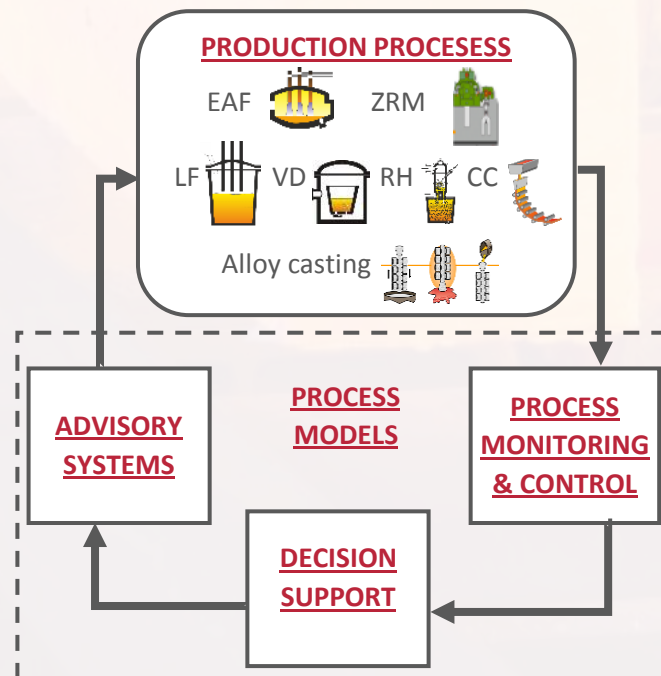 PRODUCTION PROCESESS
EAF ZRM
LF VD RH CC
Alloy casting
ADVISORY
SYSTEMS
PROCESS
MODELS
PROCESS
MONITORING
& CONTROL
DECISION
SUPPORT